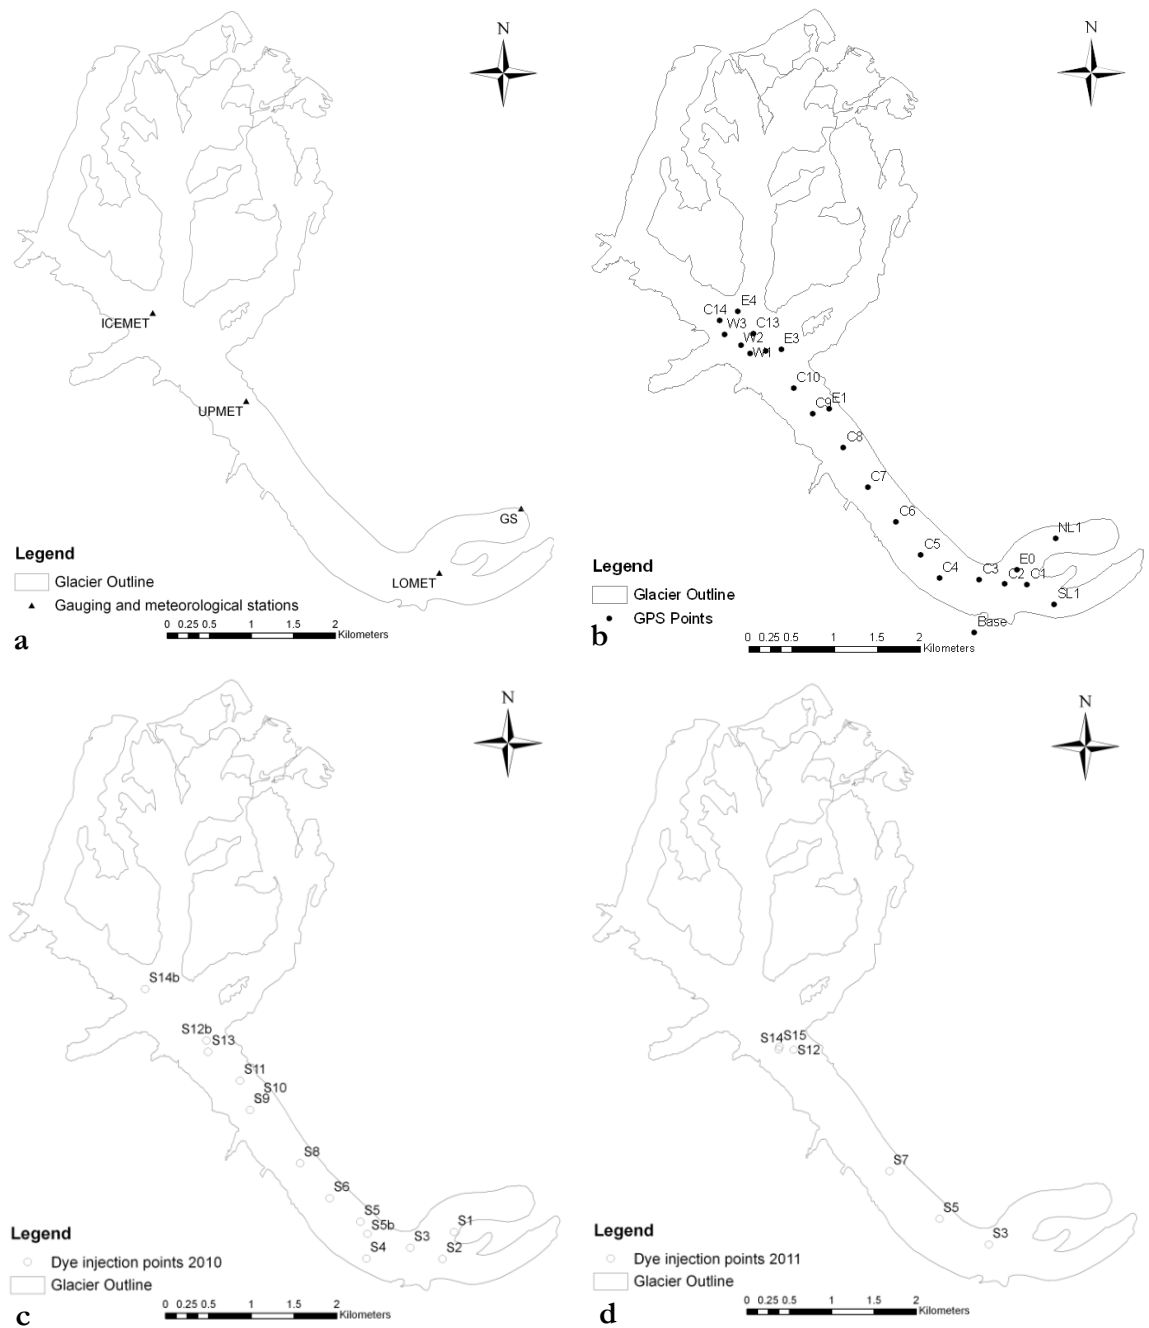 N
ICEMET
UPMET
GS
LOMET
Legend
Glacier Outline
Gauging and meteorological stations
0 0.25 0.5 1 1.5 2
Kilometers
a
N
E4
C14
W3 C13
W2 E3
W1
C10
C9 E1
C8
C7
C6
C5
C4
C3
E0
C2 C1
NL1
SL1
Base
Legend
Glacier Outline
GPS Points
0 0.25 0.5 1 1.5 2
Kilometers
b
N
S14b
S12b
S13
S11
S10
S9
S8
S6
S5
S5b
S4
S3
S1
S2
Legend
Dye injection points 2010
Glacier Outline
0 0.25 0.5 1 1.5 2
Kilometers
c
N
S14 S15
S12
S7
S5
S3
Legend
Dye injection points 2011
Glacier Outline
0 0.25 0.5 1 1.5 2
Kilometers
d